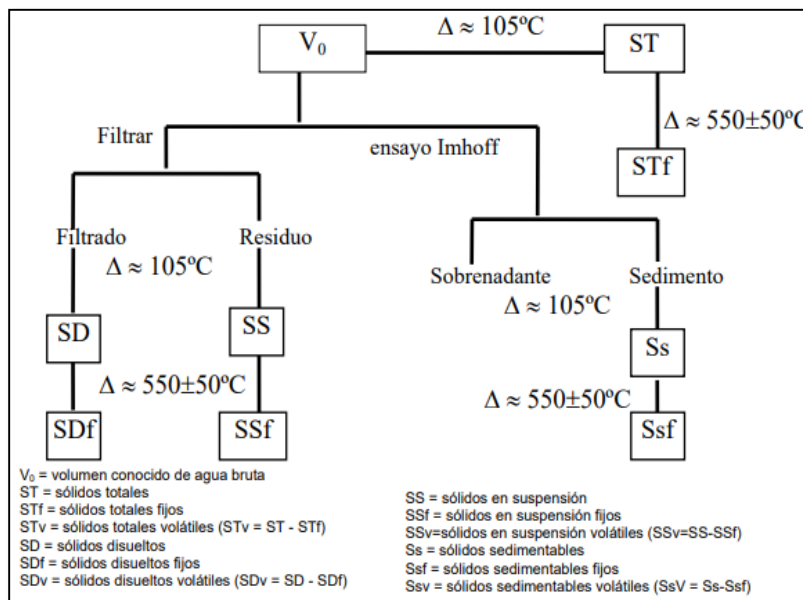 V₀
Δ ≈ 105ºC
ST
Δ ≈ 550±50ºC
STf
Filtrar
ensayo Imhoff
Filtrado
Residuo
Δ ≈ 105ºC
Sobrenadante
Sedimento
Δ ≈ 105ºC
SD
SS
Ss
Δ ≈ 550±50ºC
Δ ≈ 550±50ºC
SDf
SSf
Ssf
V₀ = volumen conocido de agua bruta
ST = sólidos totales
STf = sólidos totales fijos
STv = sólidos totales volátiles (STv = ST - STf)
SD = sólidos disueltos
SDf = sólidos disueltos fijos
SDv = sólidos disueltos volátiles (SDv = SD - SDf)
SS = sólidos en suspensión
SSf = sólidos en suspensión fijos
SSv=sólidos en suspensión volátiles (SSv=SS-SSf)
Ss = sólidos sedimentables
Ssf = sólidos sedimentables fijos
Ssv = sólidos sedimentables volátiles (SsV = Ss-Ssf)